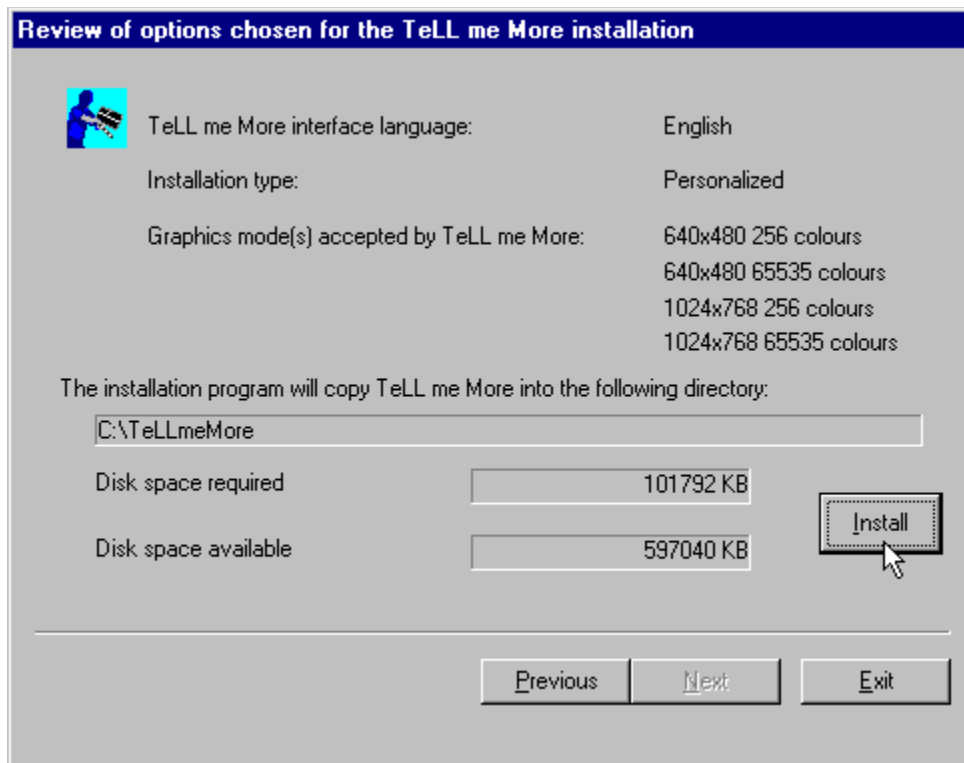 Review of options chosen for the TeLL me More installation
TeLL me More interface language: English
Installation type: Personalized
Graphics mode(s) accepted by TeLL me More: 640x480 256 colours
640x480 65535 colours
1024x768 256 colours
1024x768 65535 colours
The installation program will copy TeLL me More into the following directory:
C:\TeLLmeMore
Disk space required 101792 KB
Install
Disk space available 597040 KB
Previous Next Exit